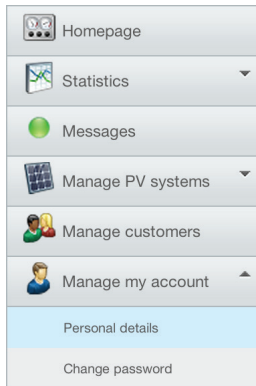 Homepage
Statistics
Messages
Manage PV systems
Manage customers
Manage my account
Personal details
Change password